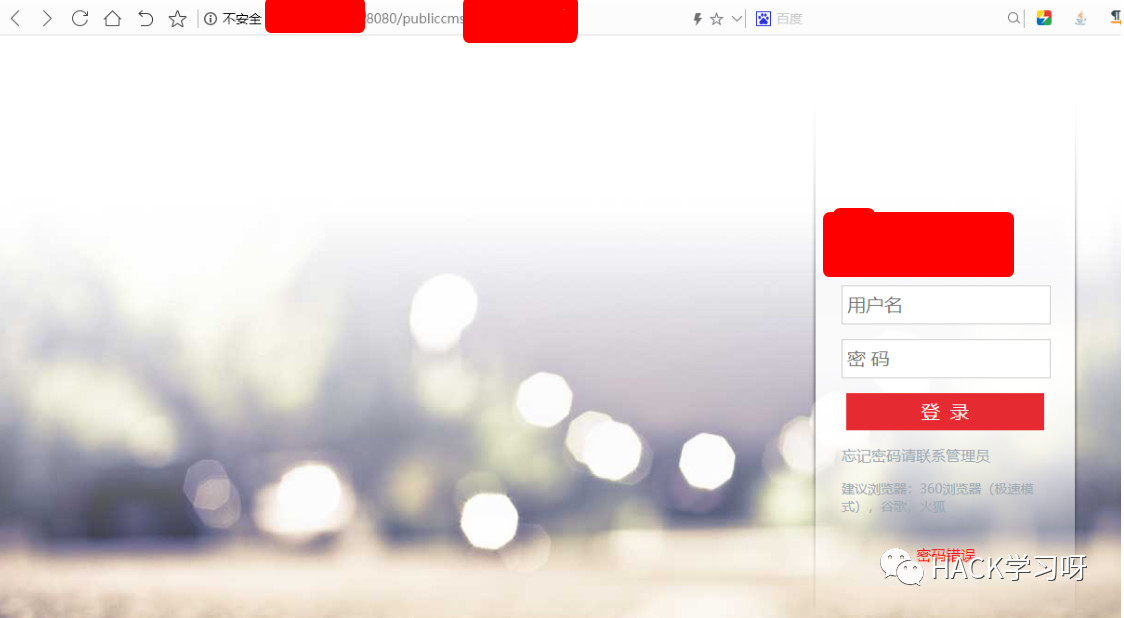 不安全 8080/publiccms 百度
用户名
密 码
登 录
忘记密码请联系管理员
建议浏览器：360浏览器（极速模
式），谷歌、火狐
密码错误
HACK学习呀